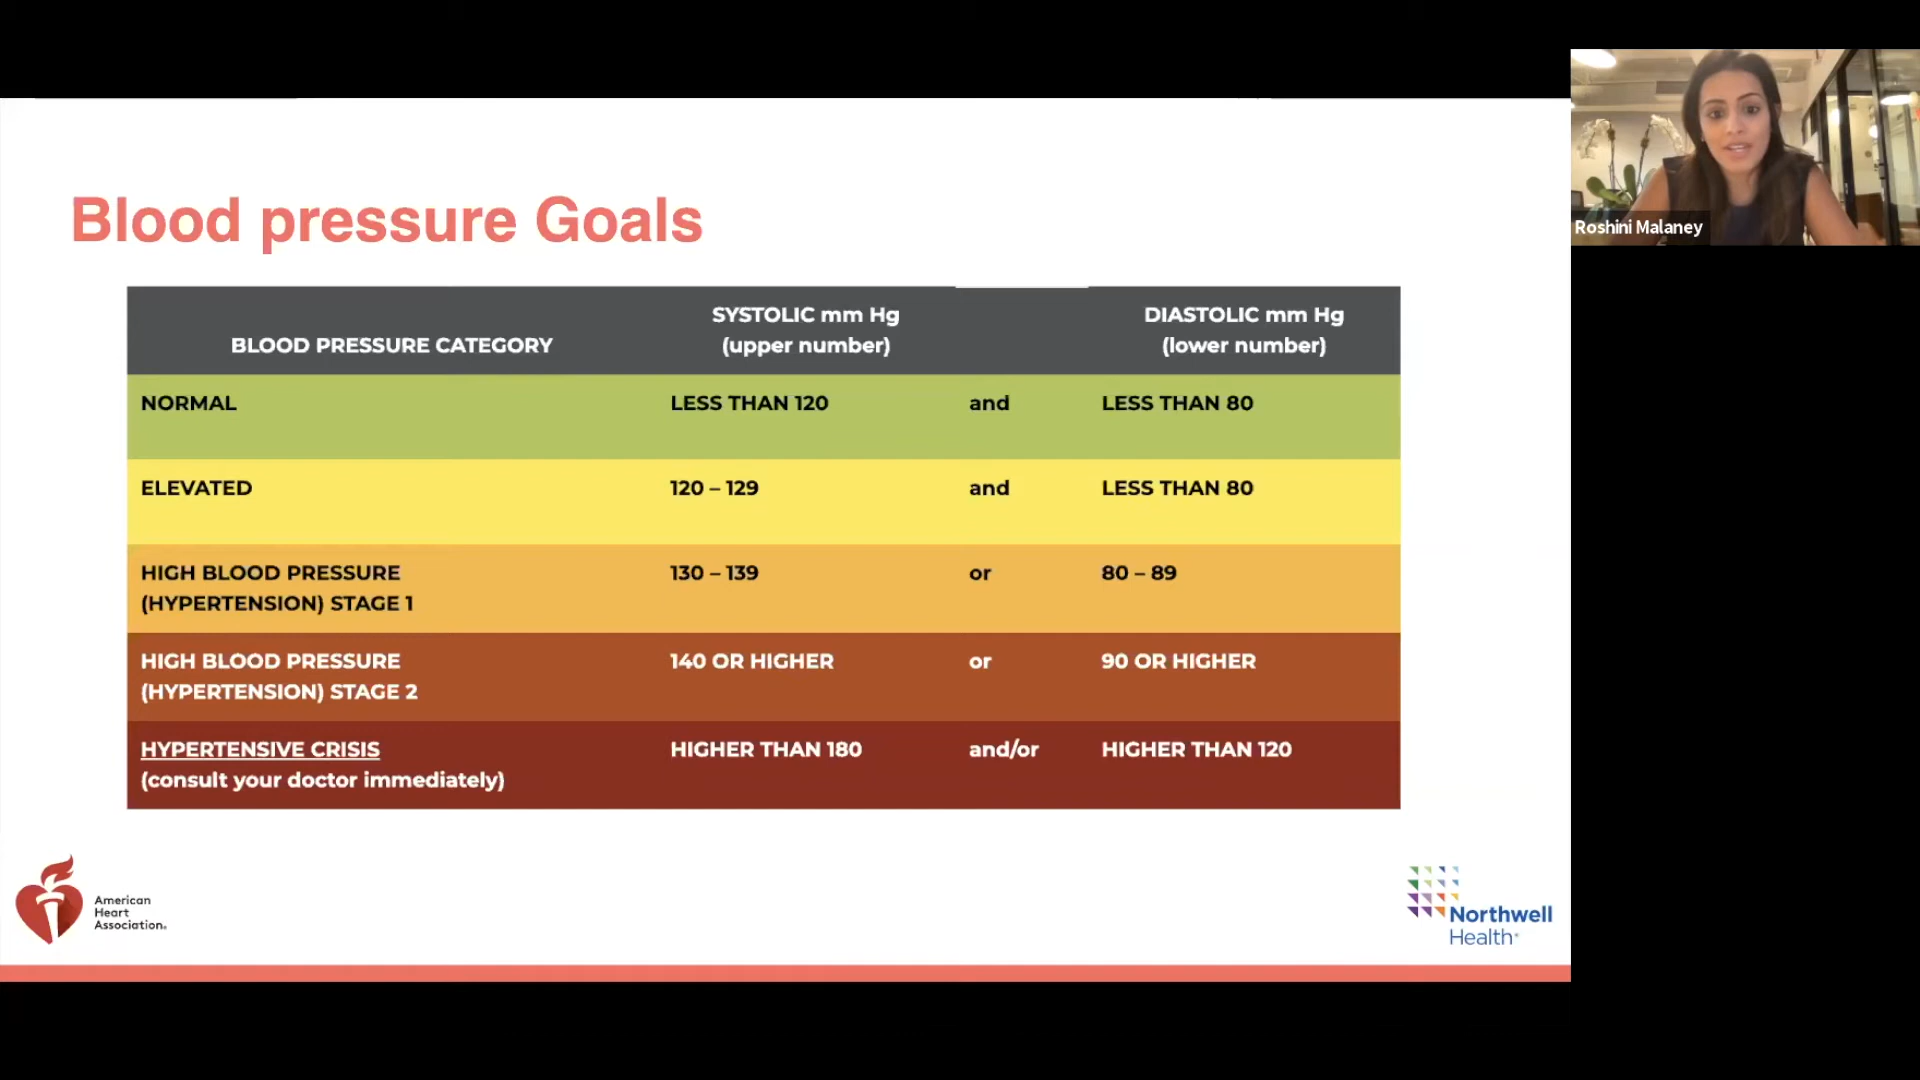 Roshini Malaney
Blood pressure Goals
BLOOD PRESSURE CATEGORY
SYSTOLIC mm Hg
(upper number)
DIASTOLIC mm Hg
(lower number)
NORMAL LESS THAN 120 and LESS THAN 80
ELEVATED 120 – 129 and LESS THAN 80
HIGH BLOOD PRESSURE
(HYPERTENSION) STAGE 1 130 – 139 or 80 – 89
HIGH BLOOD PRESSURE
(HYPERTENSION) STAGE 2 140 OR HIGHER or 90 OR HIGHER
HYPERTENSIVE CRISIS
(consult your doctor immediately) HIGHER THAN 180 and/or HIGHER THAN 120
American
Heart
Association®
Northwell
Health®